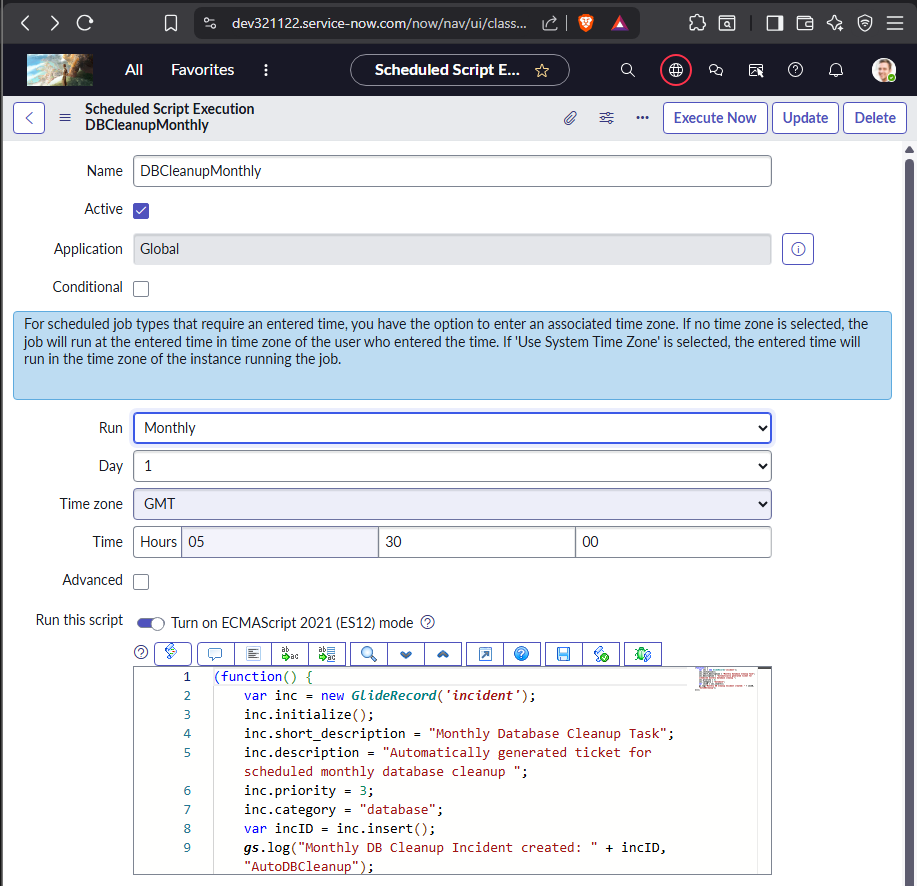 dev321122.service-now.com/now/nav/ui/class...
All Favorites Scheduled Script E...
Scheduled Script Execution
DBCleanupMonthly
Execute Now Update Delete
Name DBCleanupMonthly
Active
Application Global
Conditional
For scheduled job types that require an entered time, you have the option to enter an associated time zone. If no time zone is selected, the
job will run at the entered time in time zone of the user who entered the time. If 'Use System Time Zone' is selected, the entered time will
run in the time zone of the instance running the job.
Run Monthly
Day 1
Time zone GMT
Time Hours 05 30 00
Advanced
Run this script Turn on ECMAScript 2021 (ES12) mode
1 (function() {
2 var inc = new GlideRecord('incident');
3 inc.initialize();
4 inc.short_description = "Monthly Database Cleanup Task";
5 inc.description = "Automatically generated ticket for
scheduled monthly database cleanup ";
6 inc.priority = 3;
7 inc.category = "database";
8 var incID = inc.insert();
9 gs.log("Monthly DB Cleanup Incident created: " + incID,
"AutoDBCleanup");